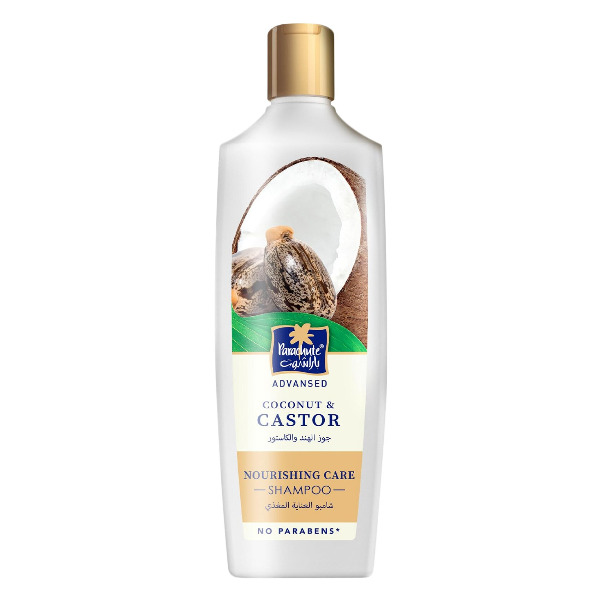 Parachute®
باراشوت
ADVANSED
COCONUT &
CASTOR
جوز الهند والكاستور
NOURISHING CARE
SHAMPOO
شامبو العناية المغذي
NO PARABENS*